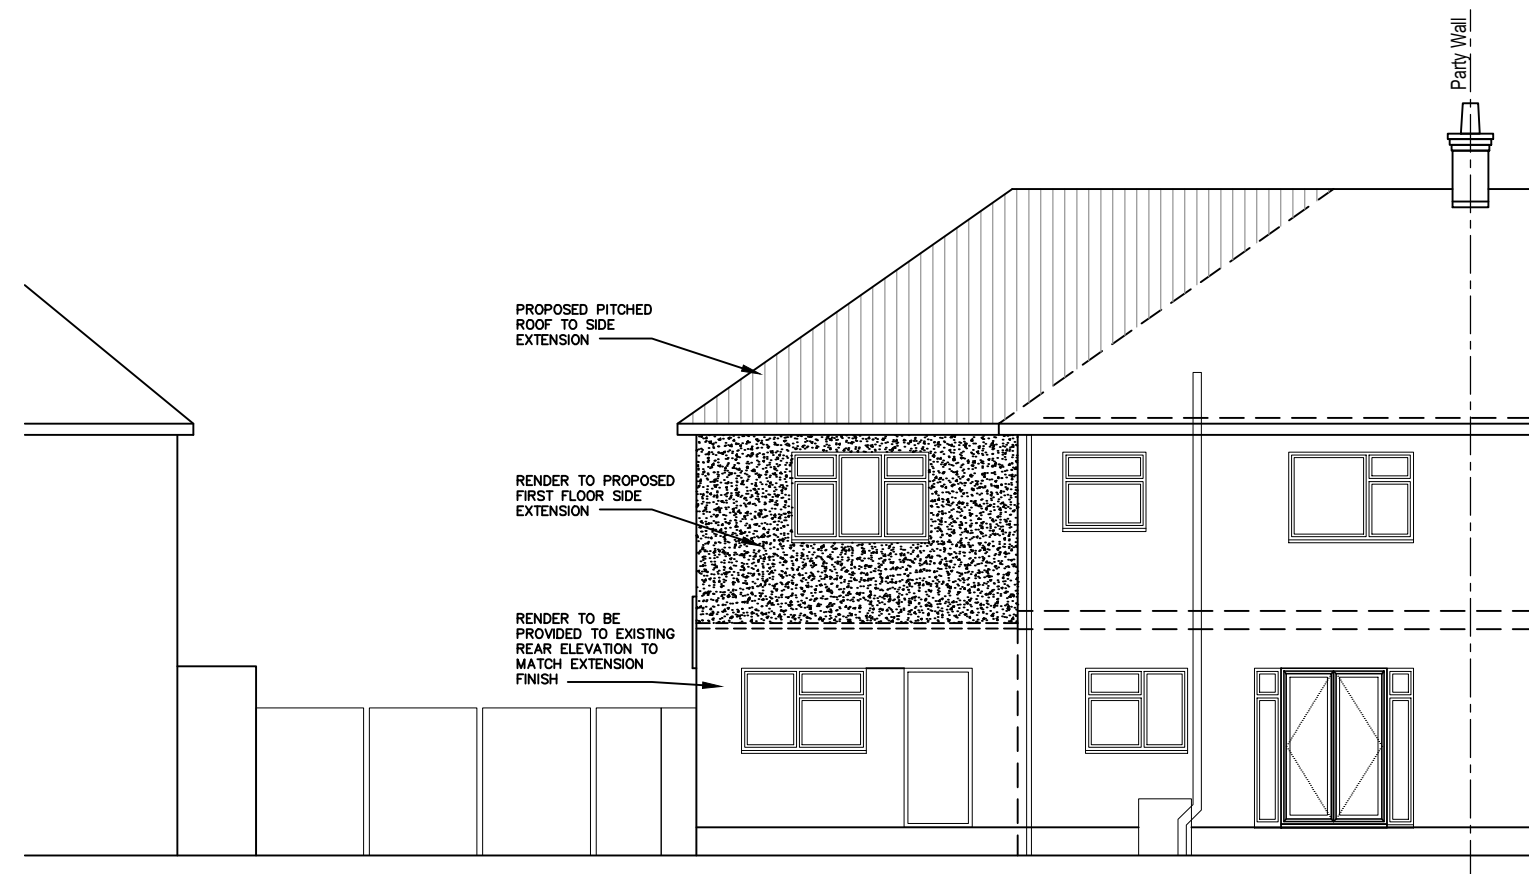 Party Wall
PROPOSED PITCHED
ROOF TO SIDE
EXTENSION
RENDER TO PROPOSED
FIRST FLOOR SIDE
EXTENSION
RENDER TO BE
PROVIDED TO EXISTING
REAR ELEVATION TO
MATCH EXTENSION
FINISH